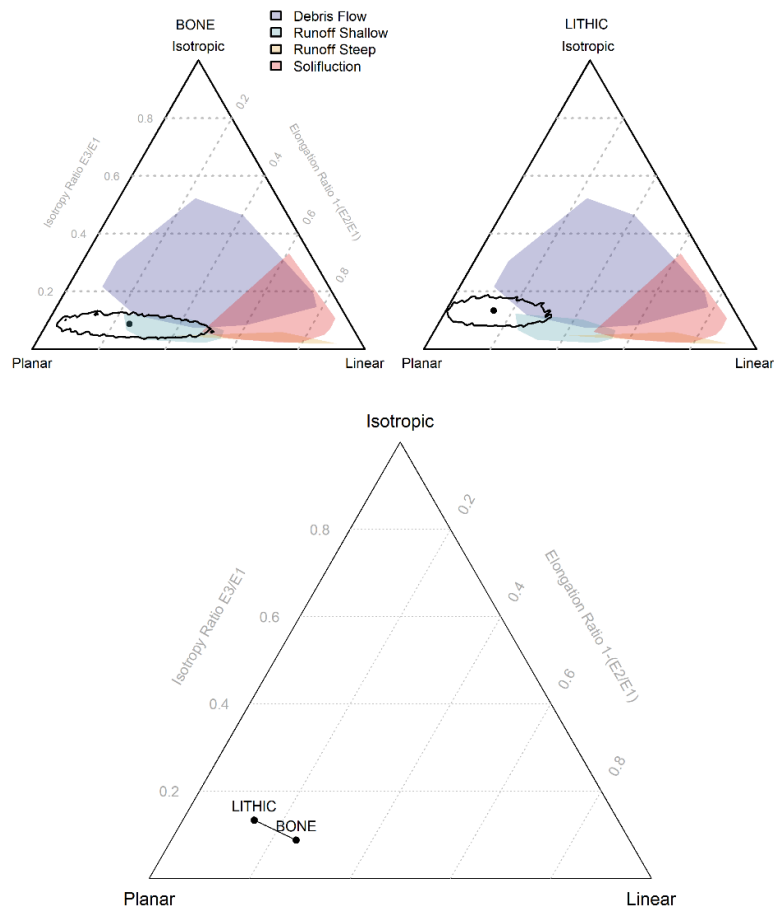 BONE
Isotropic
Debris Flow
Runoff Shallow
Runoff Steep
Solifluction
LITHIC
Isotropic
0.2
0.4
0.6
0.8
Elongation Ratio 1-(E2/E1)
Isotropy Ratio E3/E1
0.8
0.6
0.4
0.2
Planar
Linear
Planar
Linear
Isotropic
0.2
0.4
0.6
0.8
Elongation Ratio 1-(E2/E1)
Isotropy Ratio E3/E1
0.8
0.6
0.4
0.2
LITHIC
BONE
Planar
Linear